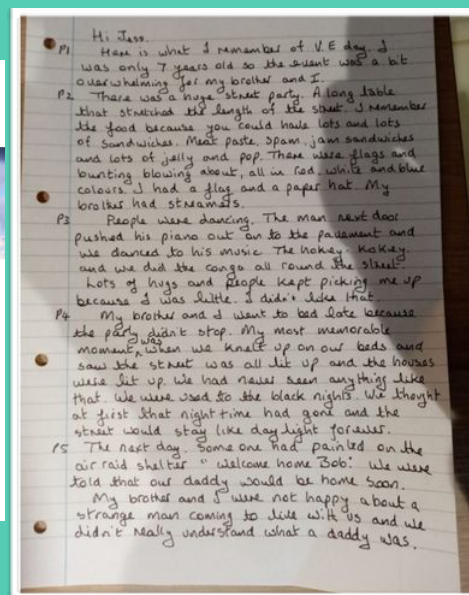 Hi Jess.
P1 Here is what I remember of V.E day. I
was only 7 years old so the event was a bit
overwhelming for my brother and I.
P2 There was a huge street party. A long table
that stretched the length of the street. I remember
the food because you could have lots and lots
of sandwiches. Meat paste, Spam, jam sandwiches
and lots of jelly and pop. There were flags and
bunting blowing about, all in red, white and blue
colours. I had a flag and a paper hat. My
brother had streamers.
P3 People were dancing. The man next door
pushed his piano out on to the pavement and
we danced to his music. The hokey-kokey
and we did the conga all round the street.
Lots of hugs and people kept picking me up
because I was little. I didn't like that.
P4 My brother and I went to bed late because
the party didn't stop. My most memorable
moment was when we knelt up on our beds and
saw the street was all lit up and the houses
were lit up. We had never seen anything like
that. We were used to the black nights. We thought
at first that night time had gone and the
street would stay like day light forever.
P5 The next day. Some one had painted on the
air raid shelter "Welcome home Bob". We were
told that our daddy would be home soon.
My brother and I were not happy about a
strange man coming to live with us and we
didn't really understand what a daddy was.